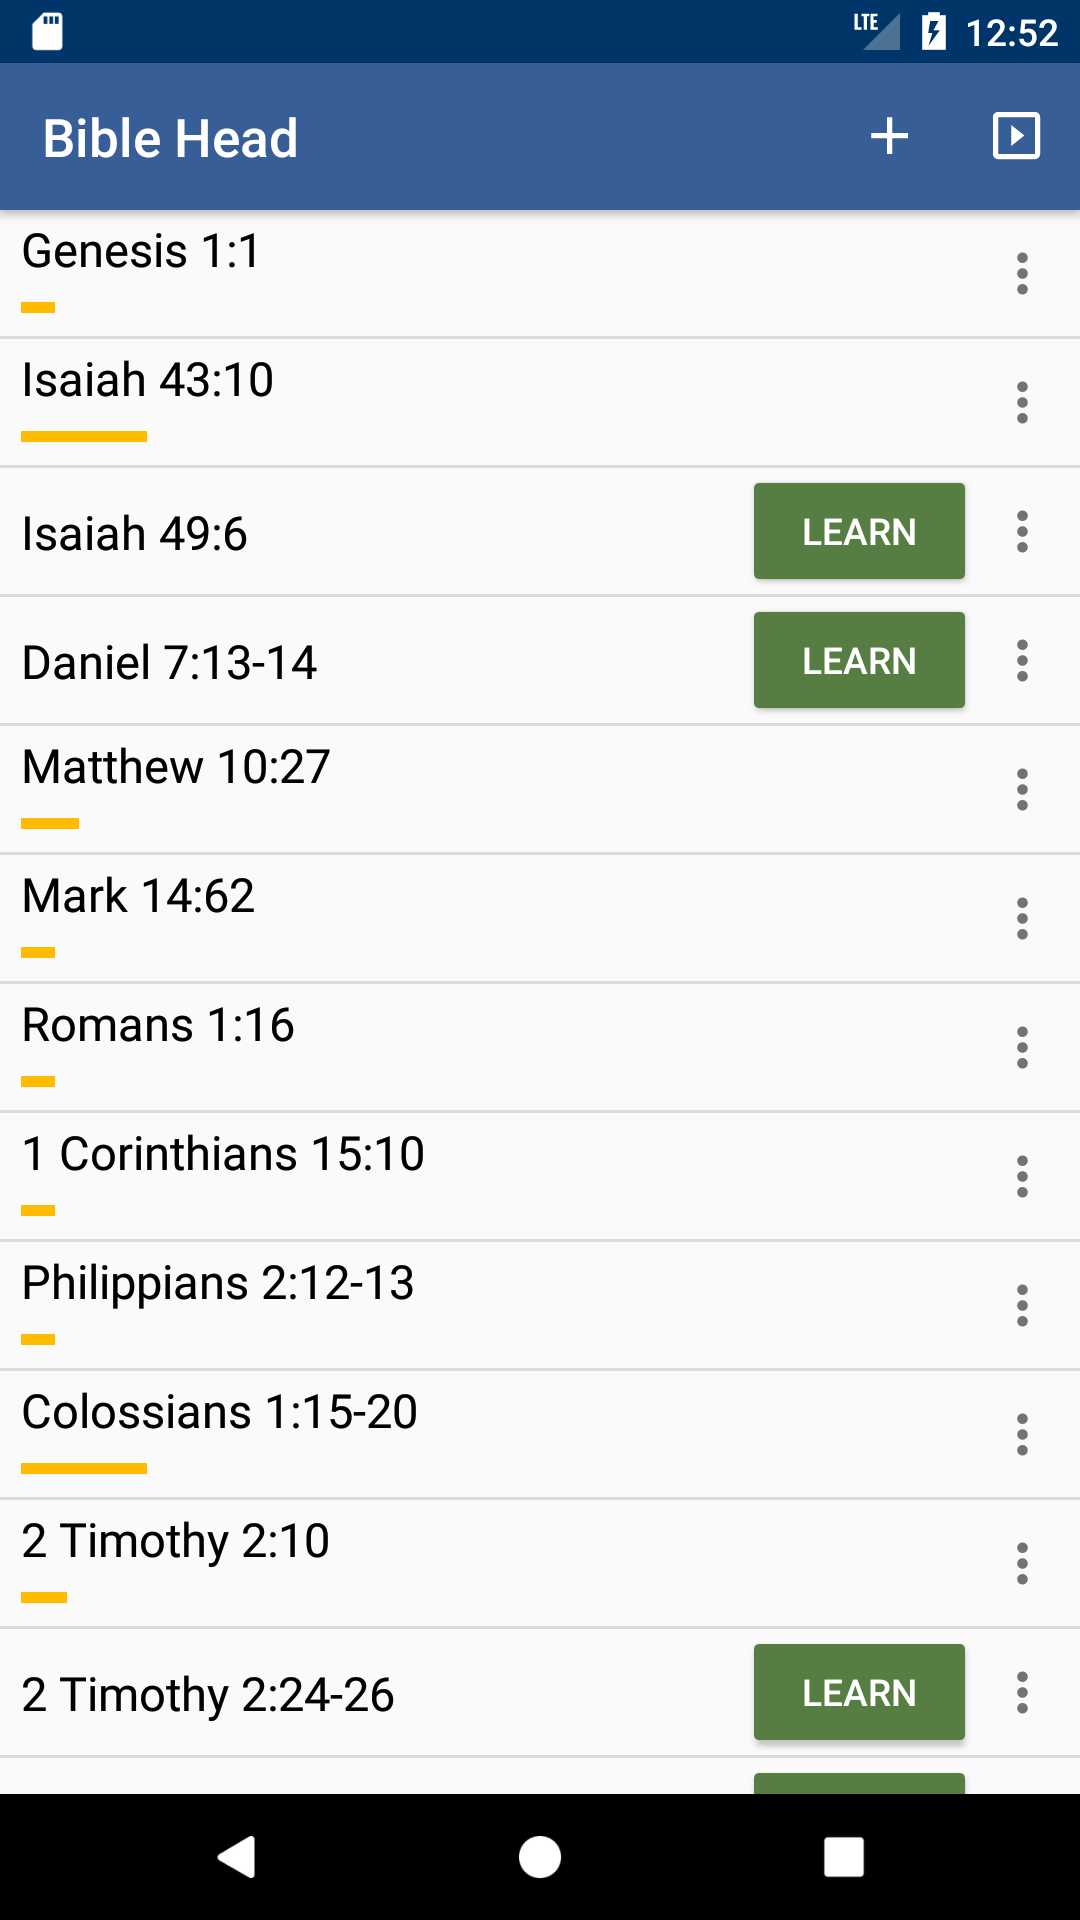 LTE 12:52
Bible Head
Genesis 1:1
Isaiah 43:10
Isaiah 49:6 LEARN
Daniel 7:13-14 LEARN
Matthew 10:27
Mark 14:62
Romans 1:16
1 Corinthians 15:10
Philippians 2:12-13
Colossians 1:15-20
2 Timothy 2:10
2 Timothy 2:24-26 LEARN